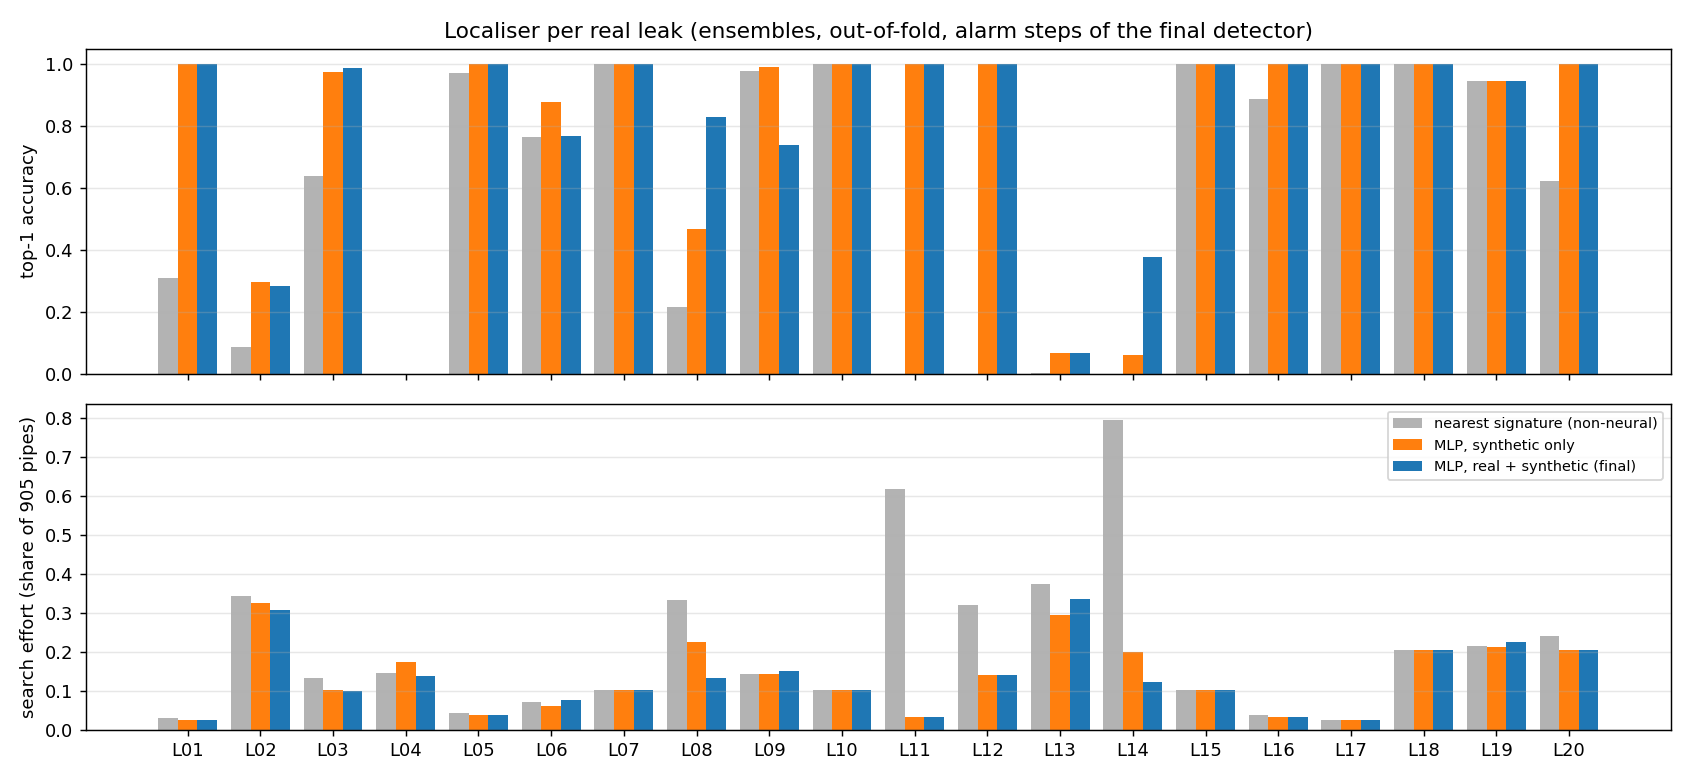 Localiser per real leak (ensembles, out-of-fold, alarm steps of the final detector)
top-1 accuracy
1.0
0.8
0.6
0.4
0.2
0.0
search effort (share of 905 pipes)
0.8
0.7
0.6
0.5
0.4
0.3
0.2
0.1
0.0
nearest signature (non-neural)
MLP, synthetic only
MLP, real + synthetic (final)
L01 L02 L03 L04 L05 L06 L07 L08 L09 L10 L11 L12 L13 L14 L15 L16 L17 L18 L19 L20